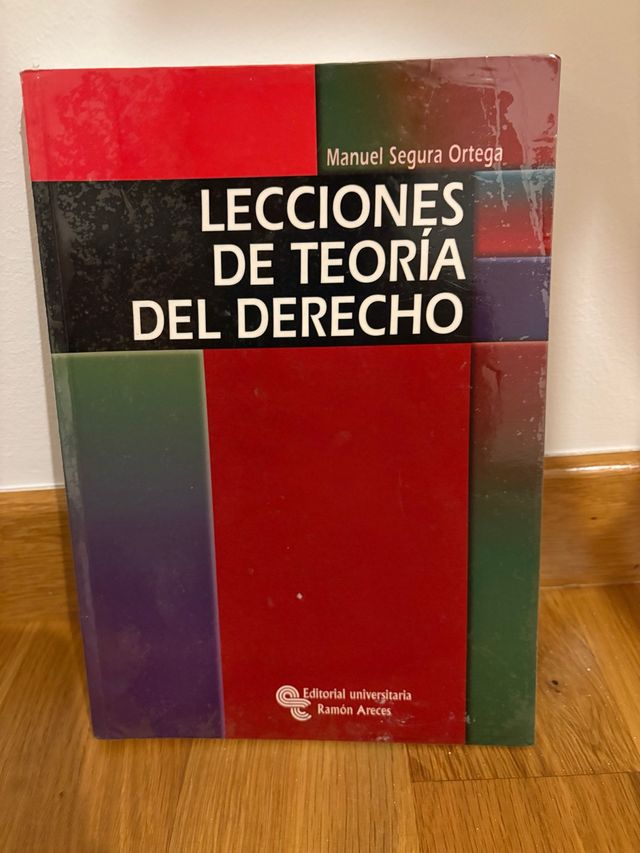 Manuel Segura Ortega
LECCIONES
DE TEORÍA
DEL DERECHO
Editorial universitaria
Ramón Areces